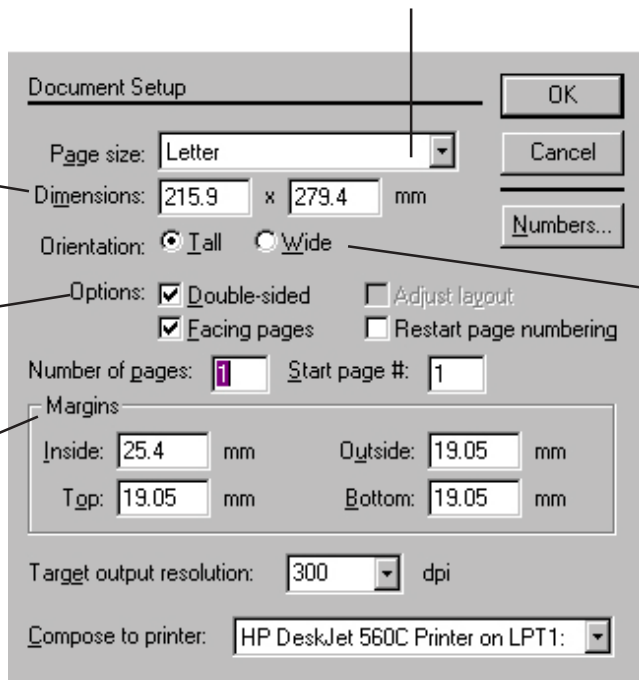 Document Setup
OK
Page size: Letter
Cancel
Dimensions: 215.9 x 279.4 mm
Numbers...
Orientation: Tall Wide
Options: Double-sided Adjust layout
Facing pages Restart page numbering
Number of pages: 1 Start page #: 1
Margins
Inside: 25.4 mm Outside: 19.05 mm
Top: 19.05 mm Bottom: 19.05 mm
Target output resolution: 300 dpi
Compose to printer: HP DeskJet 560C Printer on LPT1: